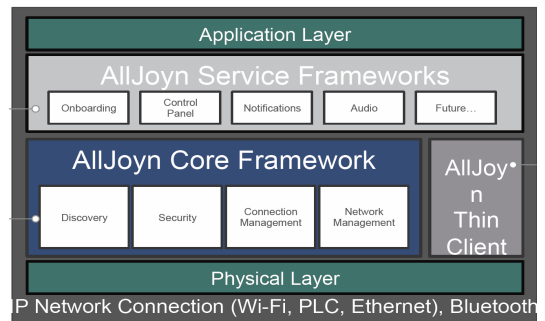 Application Layer
AllJoyn Service Frameworks
Onboarding
Control
Panel
Notifications
Audio
Future...
AllJoyn Core Framework
Discovery
Security
Connection
Management
Network
Management
AllJoy
n
Thin
Client
Physical Layer
IP Network Connection (Wi-Fi, PLC, Ethernet), Bluetooth